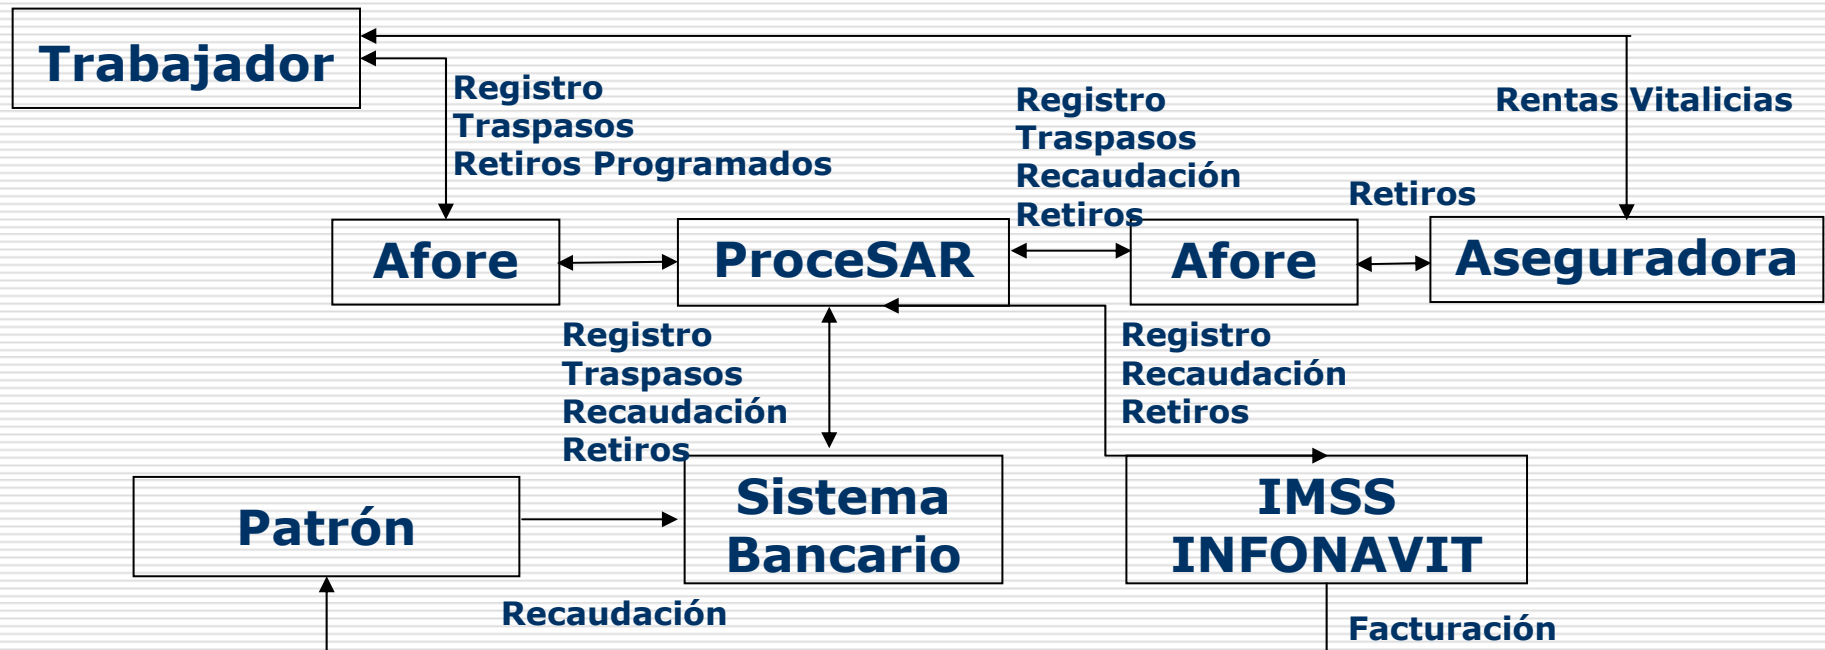 Trabajador
Registro
Traspasos
Retiros Programados
Registro
Traspasos
Recaudación
Retiros
Rentas Vitalicias
Retiros
Afore
ProceSAR
Afore
Aseguradora
Registro
Traspasos
Recaudación
Retiros
Registro
Recaudación
Retiros
Patrón
Sistema
Bancario
IMSS
INFONAVIT
Recaudación
Facturación